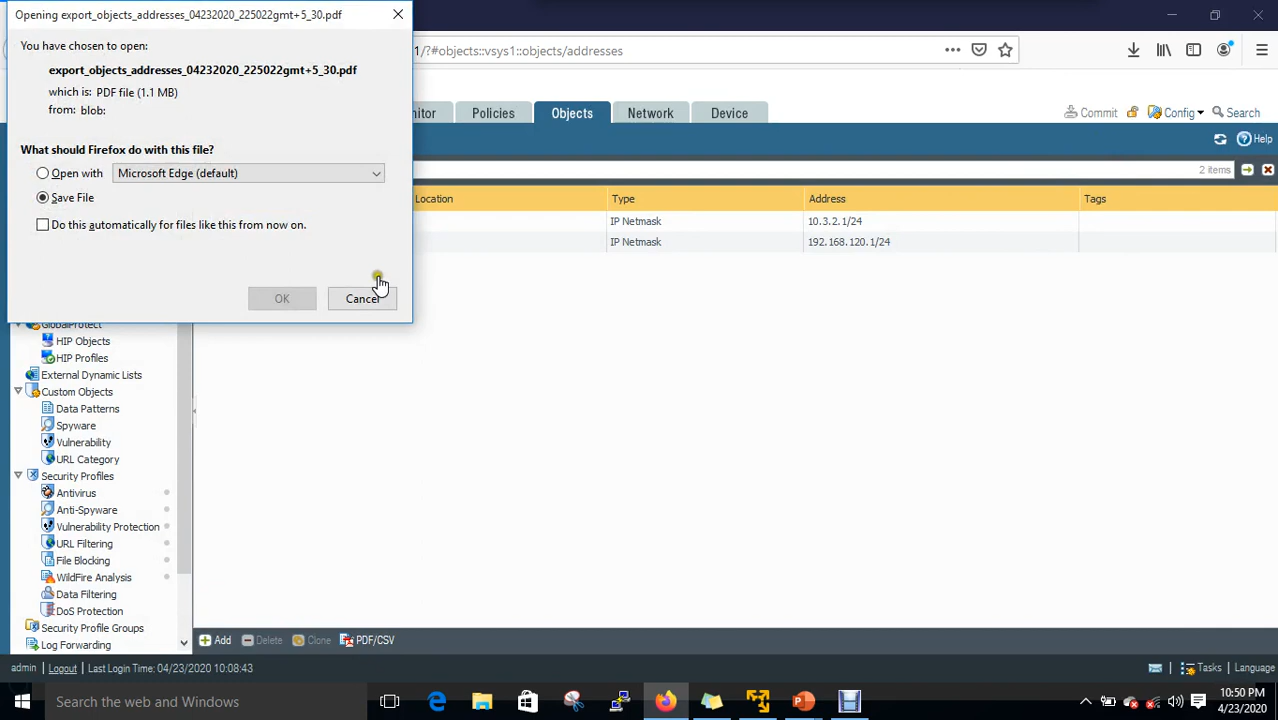 Opening export_objects_addresses_04232020_225022gmt+5_30.pdf
You have chosen to open:
export_objects_addresses_04232020_225022gmt+5_30.pdf
which is: PDF file (1.1 MB)
from: blob:
What should Firefox do with this file?
Open with Microsoft Edge (default)
Save File
Do this automatically for files like this from now on.
OK Cancel
1/?#objects::vsys1::objects/addresses
nitor Policies Objects Network Device Commit Config Search
Help
2 items
Location Type Address Tags
IP Netmask 10.3.2.1/24
IP Netmask 192.168.120.1/24
GlobalProtect
HIP Objects
HIP Profiles
External Dynamic Lists
Custom Objects
Data Patterns
Spyware
Vulnerability
URL Category
Security Profiles
Antivirus
Anti-Spyware
Vulnerability Protection
URL Filtering
File Blocking
WildFire Analysis
Data Filtering
DoS Protection
Security Profile Groups
Log Forwarding
Add Delete Clone PDF/CSV
admin Logout Last Login Time: 04/23/2020 10:08:43 Tasks Language
Search the web and Windows
10:50 PM
4/23/2020